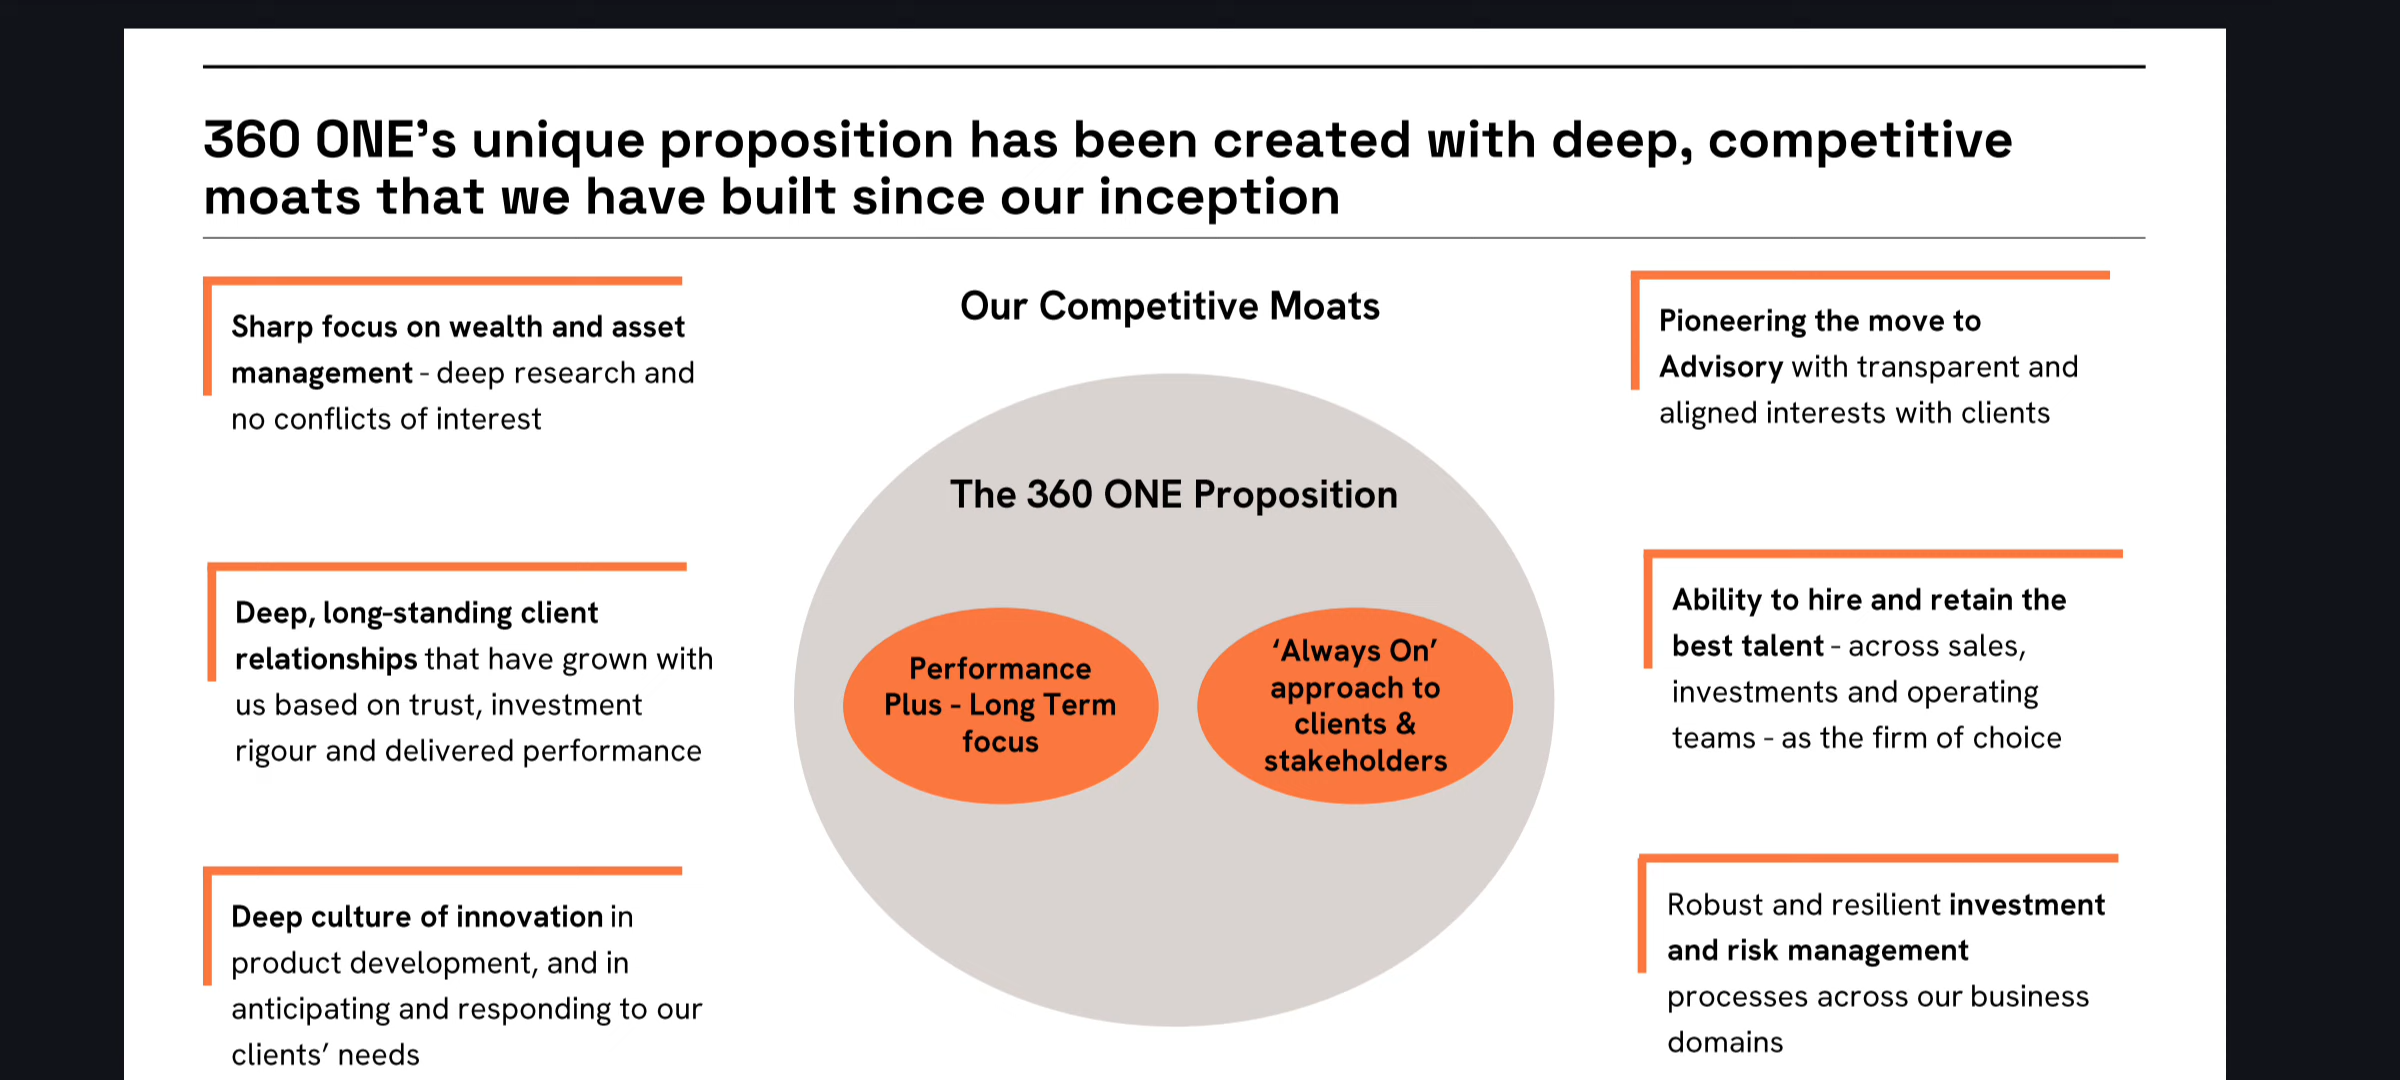 360 ONE’s unique proposition has been created with deep, competitive
moats that we have built since our inception
Sharp focus on wealth and asset
management - deep research and
no conflicts of interest
Deep, long-standing client
relationships that have grown with
us based on trust, investment
rigour and delivered performance
Deep culture of innovation in
product development, and in
anticipating and responding to our
clients’ needs
Our Competitive Moats
The 360 ONE Proposition
Performance
Plus - Long Term
focus
‘Always On’
approach to
clients &
stakeholders
Pioneering the move to
Advisory with transparent and
aligned interests with clients
Ability to hire and retain the
best talent - across sales,
investments and operating
teams - as the firm of choice
Robust and resilient investment
and risk management
processes across our business
domains